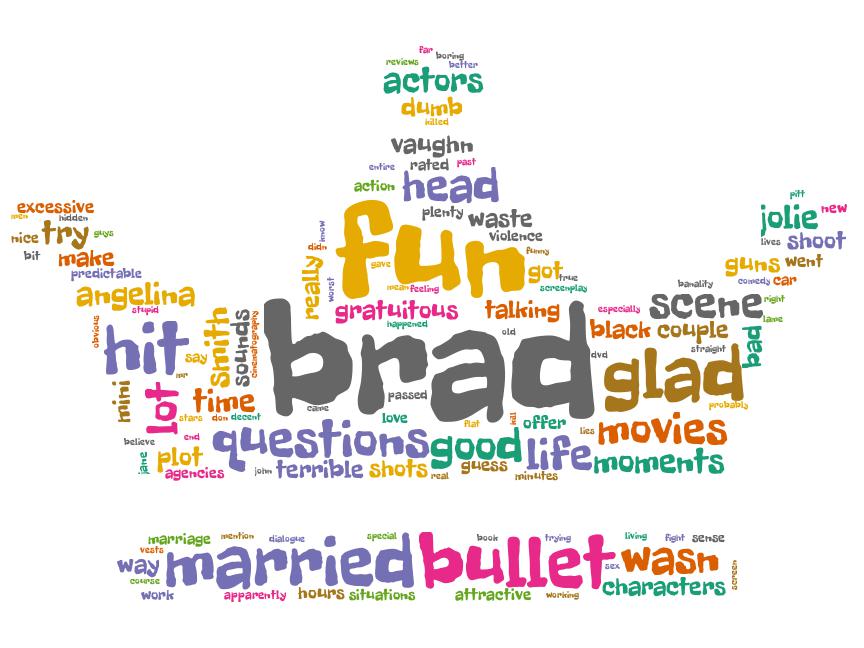 far
boring
reviews
better
actors
dumb
killed
vaughn
entire rated past
action head
plenty waste
violence
know
didn
really
worst
fun
gave
mean feeling
funny
got
true
screenplay
gratuitous
talking
happened
old
excessive
men hidden
nice try guys
bit make
predictable
angelina
stupid
obvious
hit
say
smith
sounds
cinematography
mr
mini
lot
time
stars don decent
believe
end
jane
plot
agencies
pitt
jolie new
lives shoot
guns went
comedy car
banality
scene right
especially
lame
black couple bad
straight
dvd
glad
probably
brad
passed
came
love
flat
hill
offer
lies
movies
questions good life moments
john terrible shots real guess minutes
marriage mention dialogue special book trying living fight sense
vests
way married bullet sex wasn
course
characters
screen
work apparently hours situations attractive working